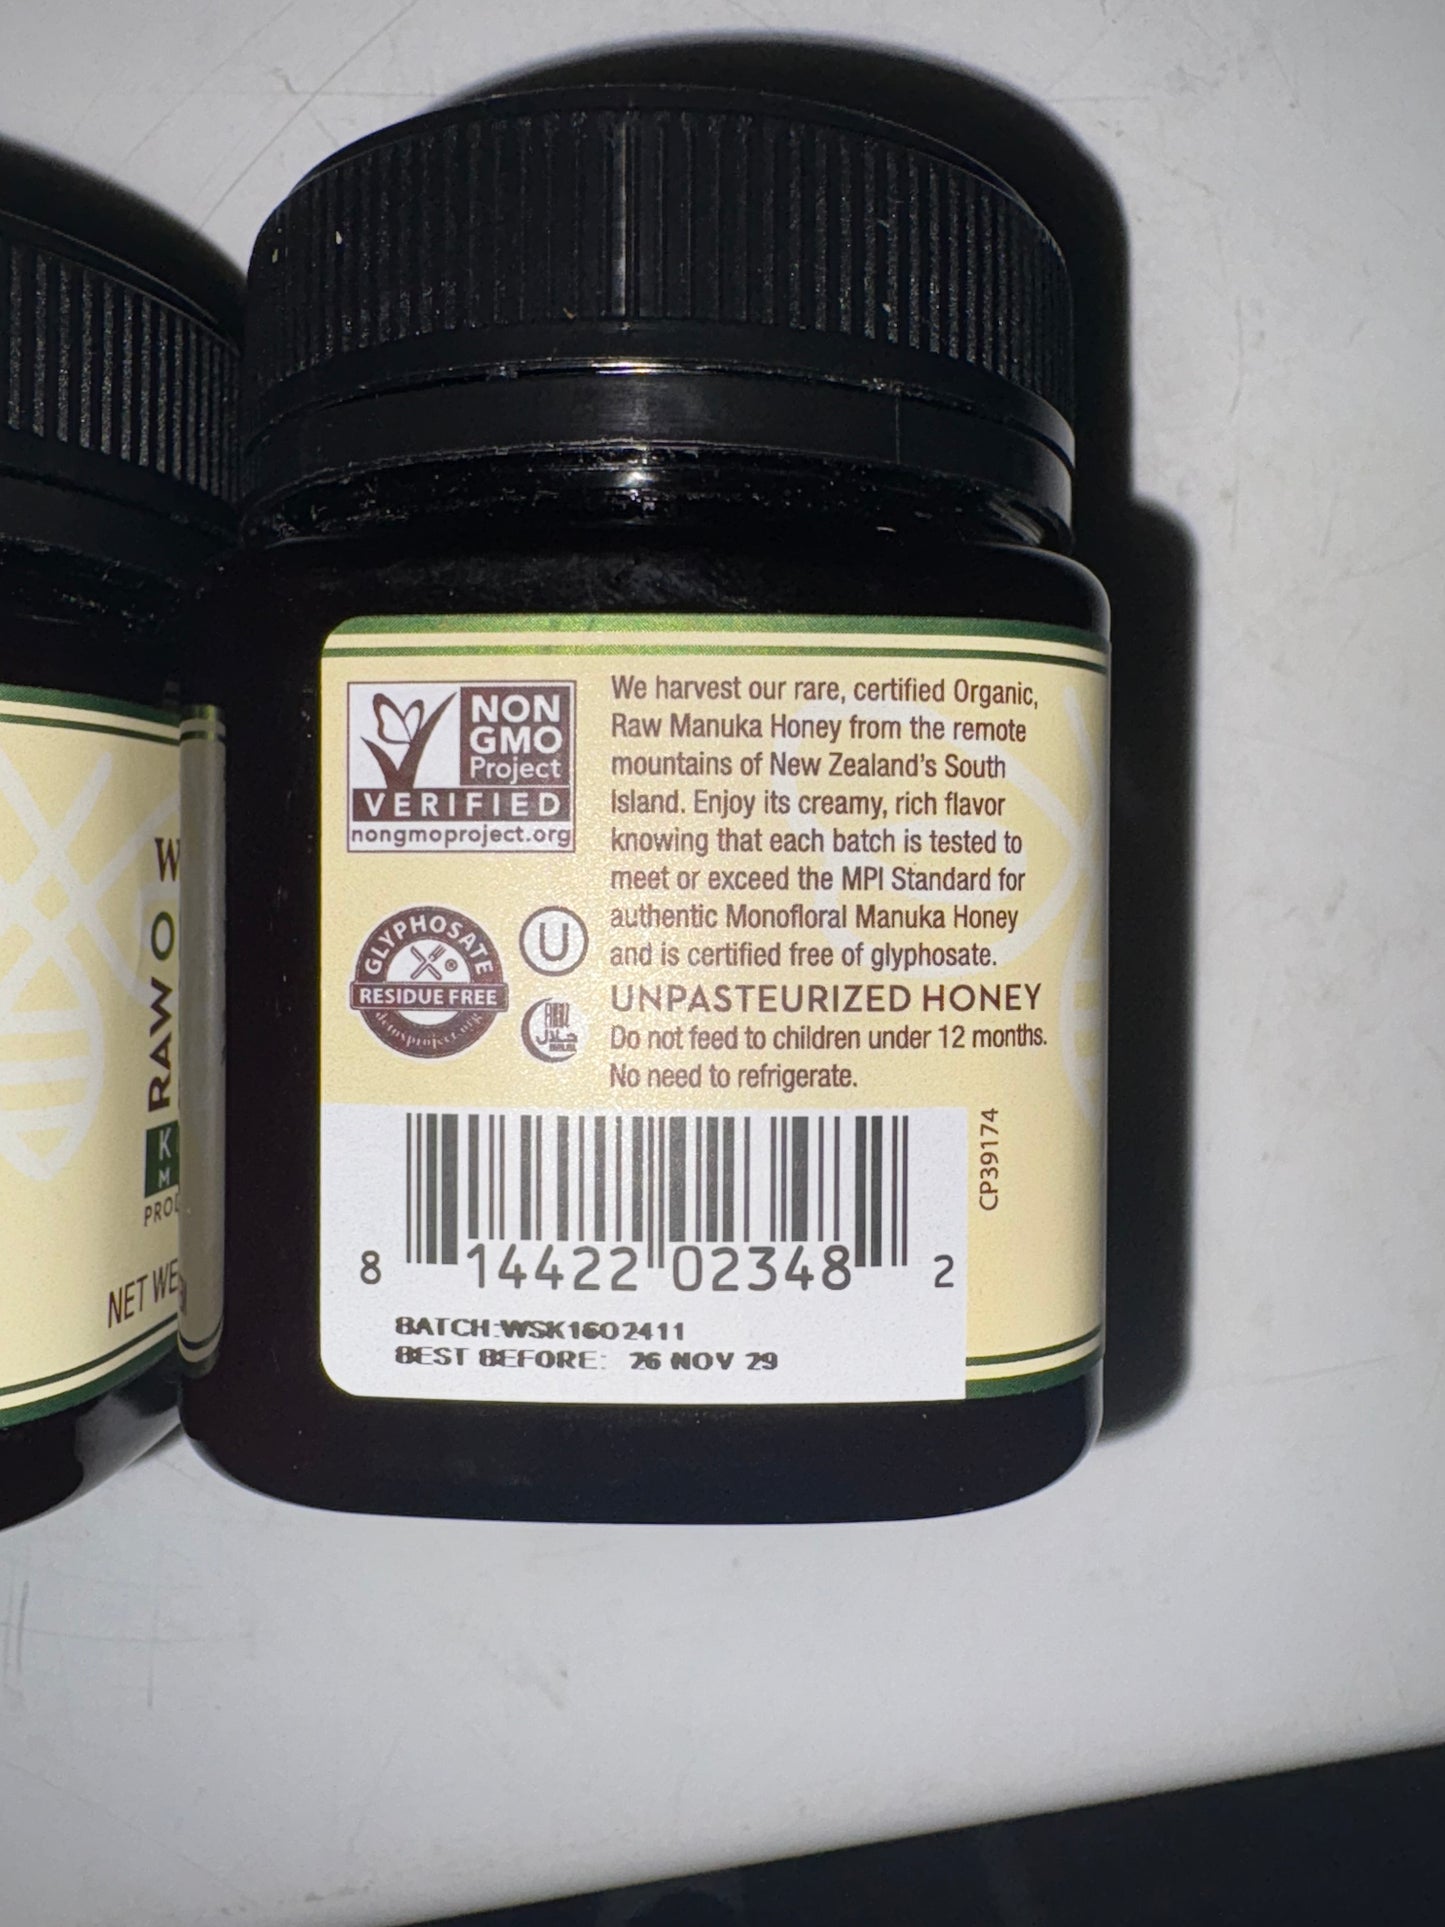 NON
GMO
Project
VERIFIED
nongmoproject.org
GLYPHOSATE
RESIDUE FREE
detoxproject.org
U
We harvest our rare, certified Organic,
Raw Manuka Honey from the remote
mountains of New Zealand's South
Island. Enjoy its creamy, rich flavor
knowing that each batch is tested to
meet or exceed the MPI Standard for
authentic Monofloral Manuka Honey
and is certified free of glyphosate.
UNPASTEURIZED HONEY
Do not feed to children under 12 months.
No need to refrigerate.
CP39174
8 14422 02348 2
BATCH:WSK1602411
BEST BEFORE: 26 NOV 29
W
RAW O
K
M
PROD
NET WE